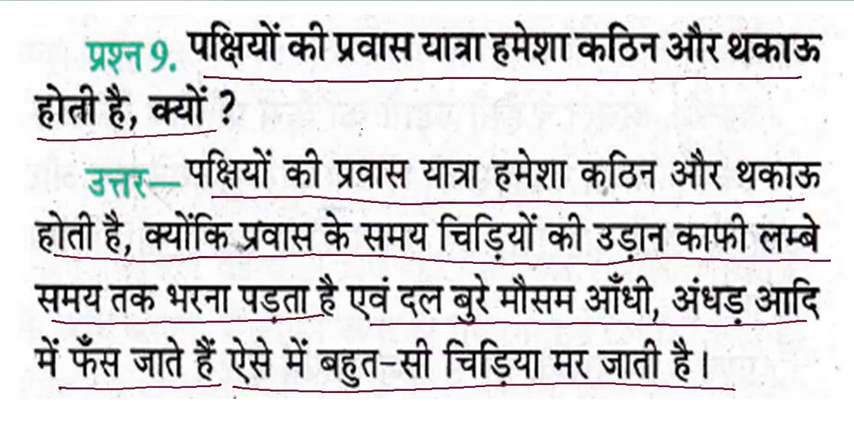 प्रश्न 9. पक्षियों की प्रवास यात्रा हमेशा कठिन और थकाऊ
होती है, क्यों ?
उत्तर—पक्षियों की प्रवास यात्रा हमेशा कठिन और थकाऊ
होती है, क्योंकि प्रवास के समय चिड़ियों की उड़ान काफी लम्बे
समय तक भरना पड़ता है एवं दल बुरे मौसम आँधी, अंधड़ आदि
में फँस जाते हैं ऐसे में बहुत-सी चिड़िया मर जाती है।